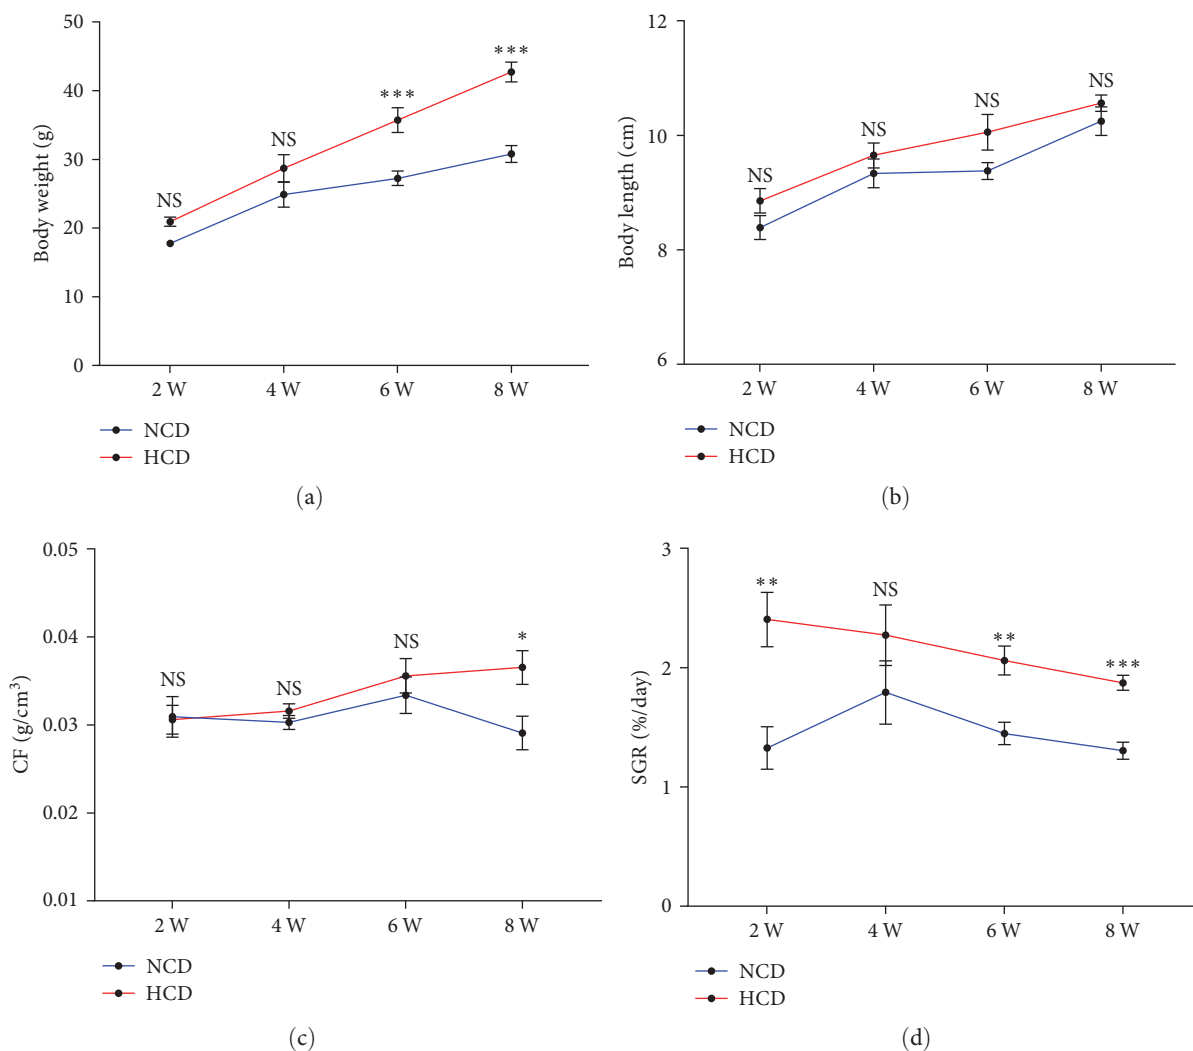 50
40
30
20
10
0
Body weight (g)
NS
NS
***
***
2 W
4 W
6 W
8 W
NCD
HCD
(a)
12
10
8
6
Body length (cm)
NS
NS
NS
NS
2 W
4 W
6 W
8 W
NCD
HCD
(b)
0.05
0.04
0.03
0.02
0.01
CF (g/cm³)
NS
NS
NS
*
2 W
4 W
6 W
8 W
NCD
HCD
(c)
3
2
1
0
SGR (%/day)
**
NS
**
***
2 W
4 W
6 W
8 W
NCD
HCD
(d)